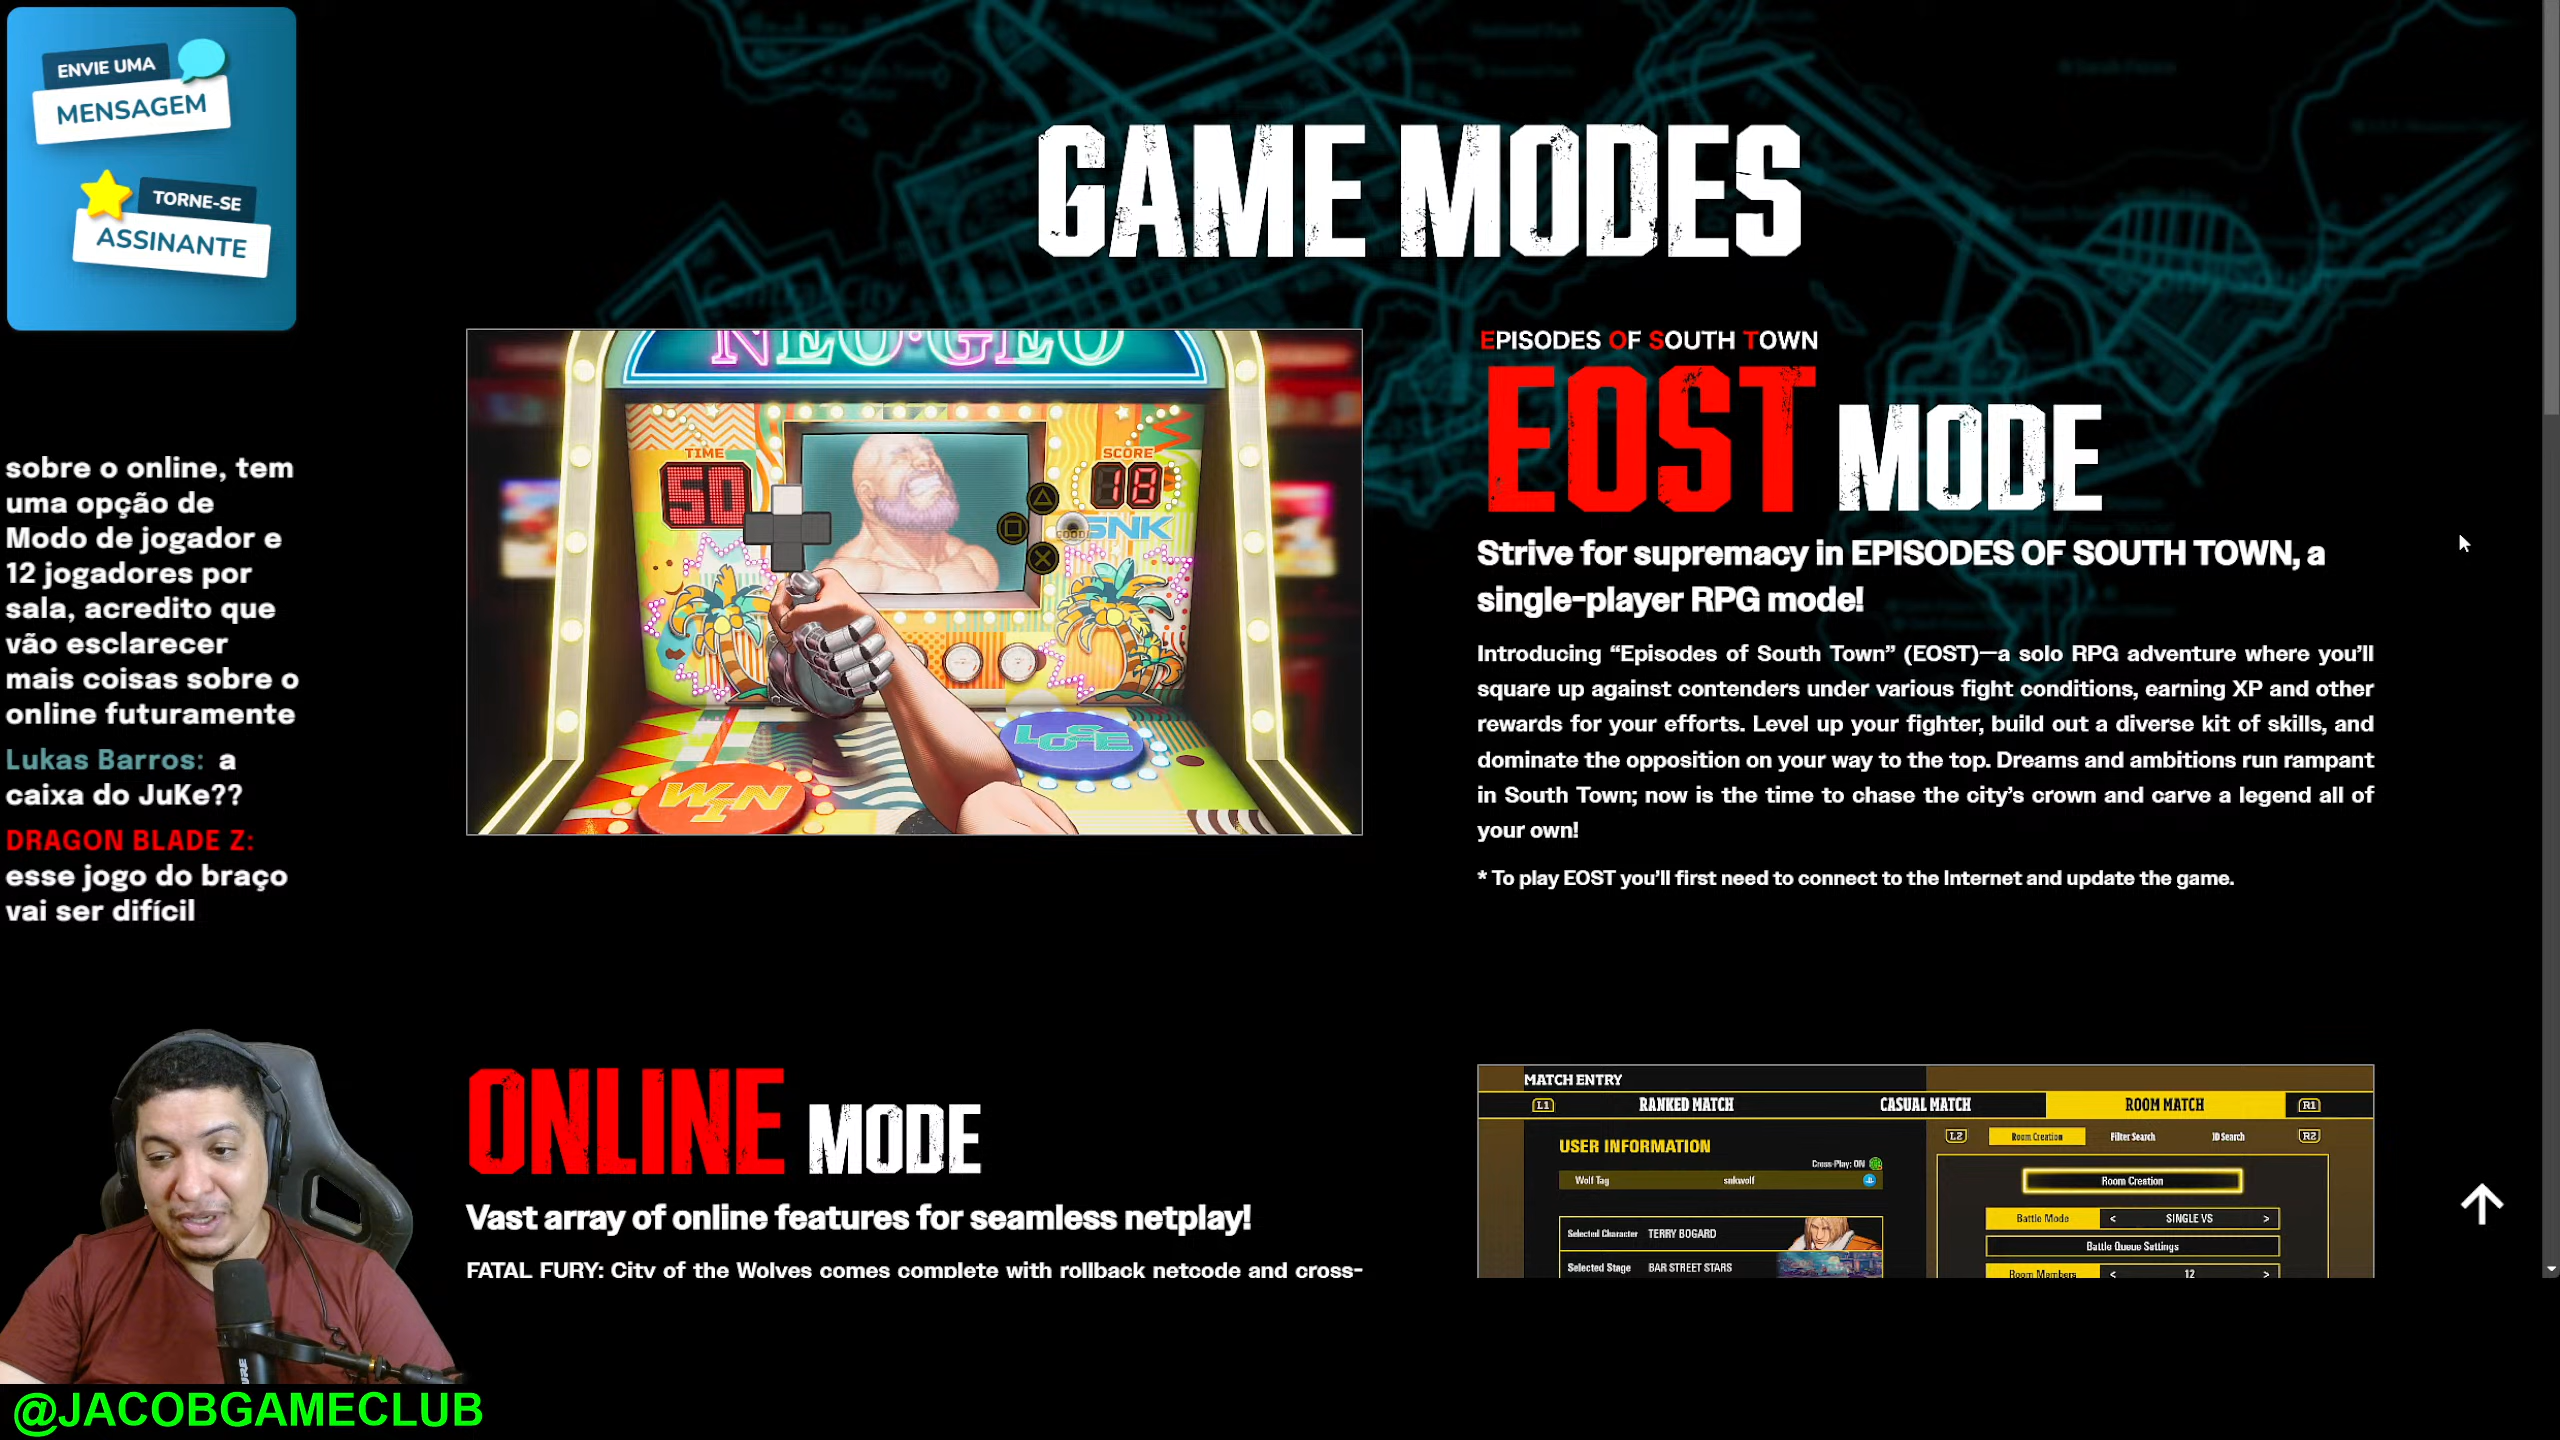 ENVIE UMA
MENSAGEM
TORNE-SE
ASSINANTE
sobre o online, tem
uma opção de
Modo de jogador e
12 jogadores por
sala, acredito que
vão esclarecer
mais coisas sobre o
online futuramente
Lukas Barros: a
caixa do JuKe??
DRAGON BLADE Z:
esse jogo do braço
vai ser difícil
@JACOBGAMECLUB
GAME MODES
NEO·GEO
TIME
50
SCORE
18
SNK
WIN
LOSE
EPISODES OF SOUTH TOWN
EOST MODE
Strive for supremacy in EPISODES OF SOUTH TOWN, a
single-player RPG mode!
Introducing “Episodes of South Town” (EOST)—a solo RPG adventure where you’ll
square up against contenders under various fight conditions, earning XP and other
rewards for your efforts. Level up your fighter, build out a diverse kit of skills, and
dominate the opposition on your way to the top. Dreams and ambitions run rampant
in South Town; now is the time to chase the city’s crown and carve a legend all of
your own!
* To play EOST you’ll first need to connect to the Internet and update the game.
ONLINE MODE
Vast array of online features for seamless netplay!
FATAL FURY: City of the Wolves comes complete with rollback netcode and cross-
MATCH ENTRY
L1 RANKED MATCH CASUAL MATCH ROOM MATCH R1
L2 Room Creation Filter Search ID Search R2
USER INFORMATION
Cross-Play: ON
Wolf Tag snkwolf
Selected Character TERRY BOGARD
Selected Stage BAR STREET STARS
Room Creation
Battle Mode < SINGLE VS >
Battle Queue Settings
Room Members < 12 >